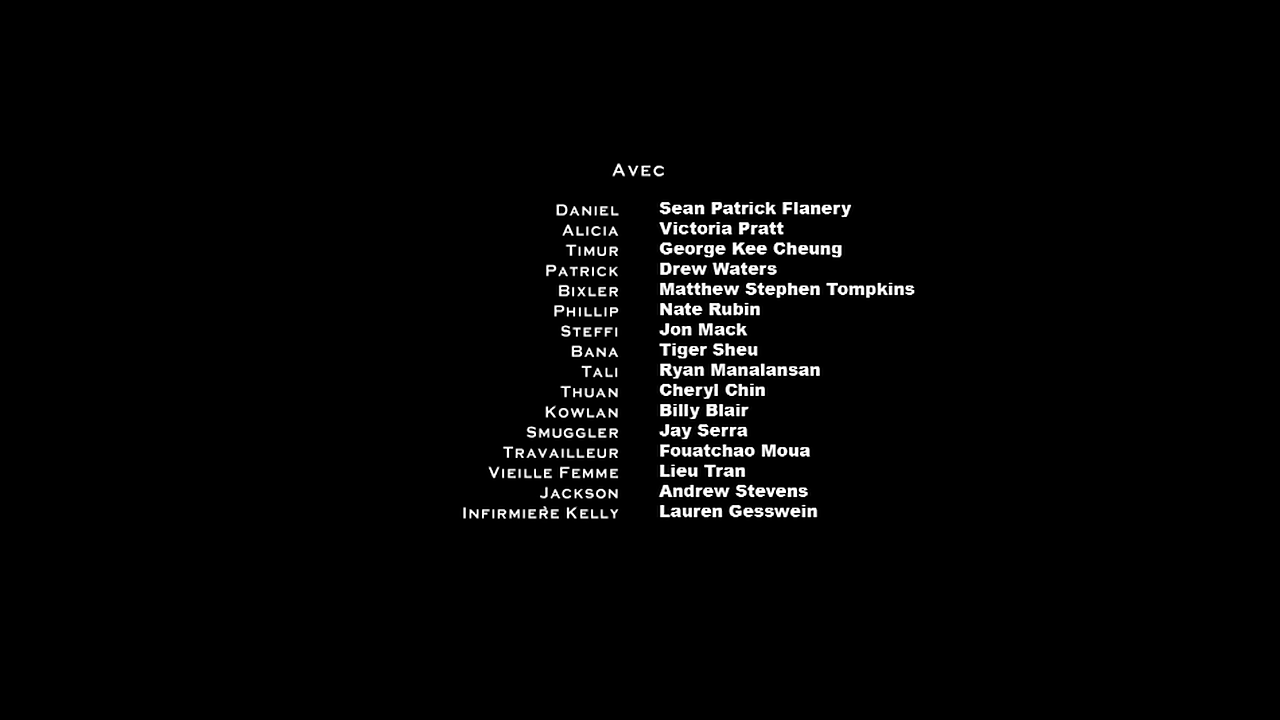 Avec
Daniel Sean Patrick Flanery
Alicia Victoria Pratt
Timur George Kee Cheung
Patrick Drew Waters
Bixler Matthew Stephen Tompkins
Phillip Nate Rubin
Steffi Jon Mack
Bana Tiger Sheu
Tali Ryan Manalansan
Thuan Cheryl Chin
Kowlan Billy Blair
Smuggler Jay Serra
Travailleur Fouatchao Moua
Vieille Femme Lieu Tran
Jackson Andrew Stevens
Infirmière Kelly Lauren Gesswein